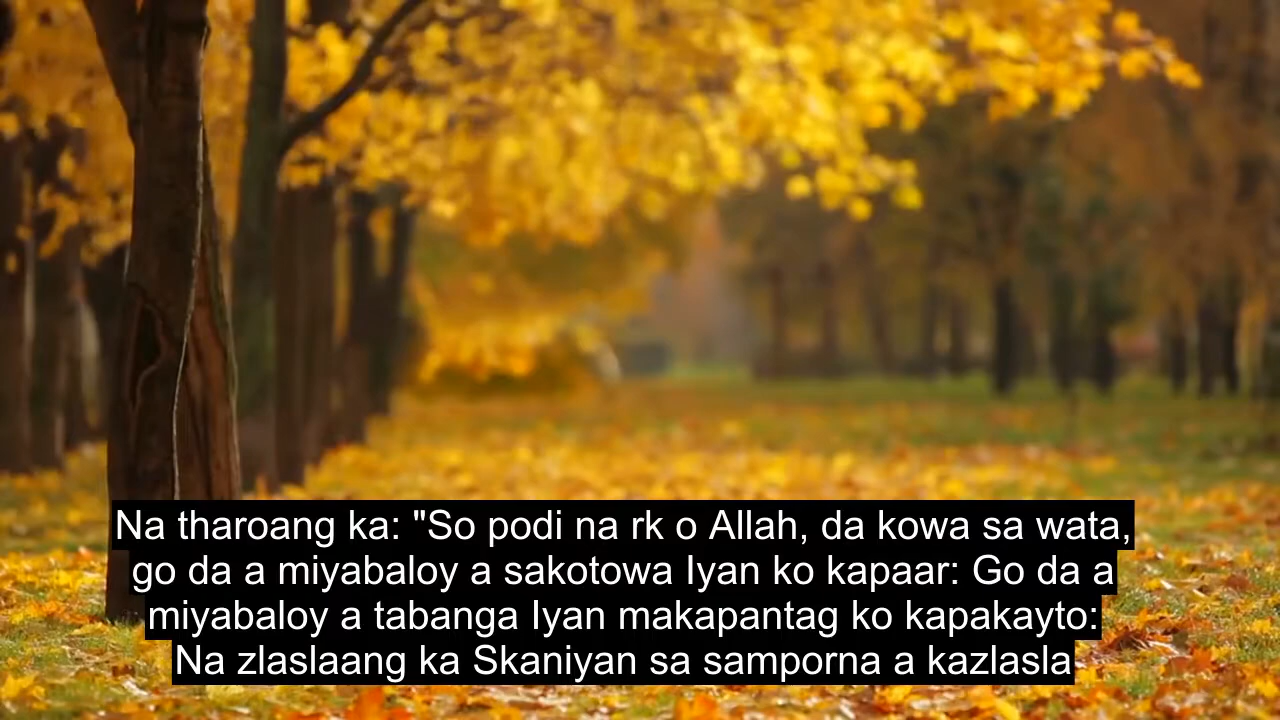 Na tharoang ka: "So podi na rk o Allah, da kowa sa wata,
go da a miyabaloy a sakotowa Iyan ko kapaar: Go da a
miyabaloy a tabanga Iyan makapantag ko kapakayto:
Na zlaslaang ka Skaniyan sa samporna a kazlasla